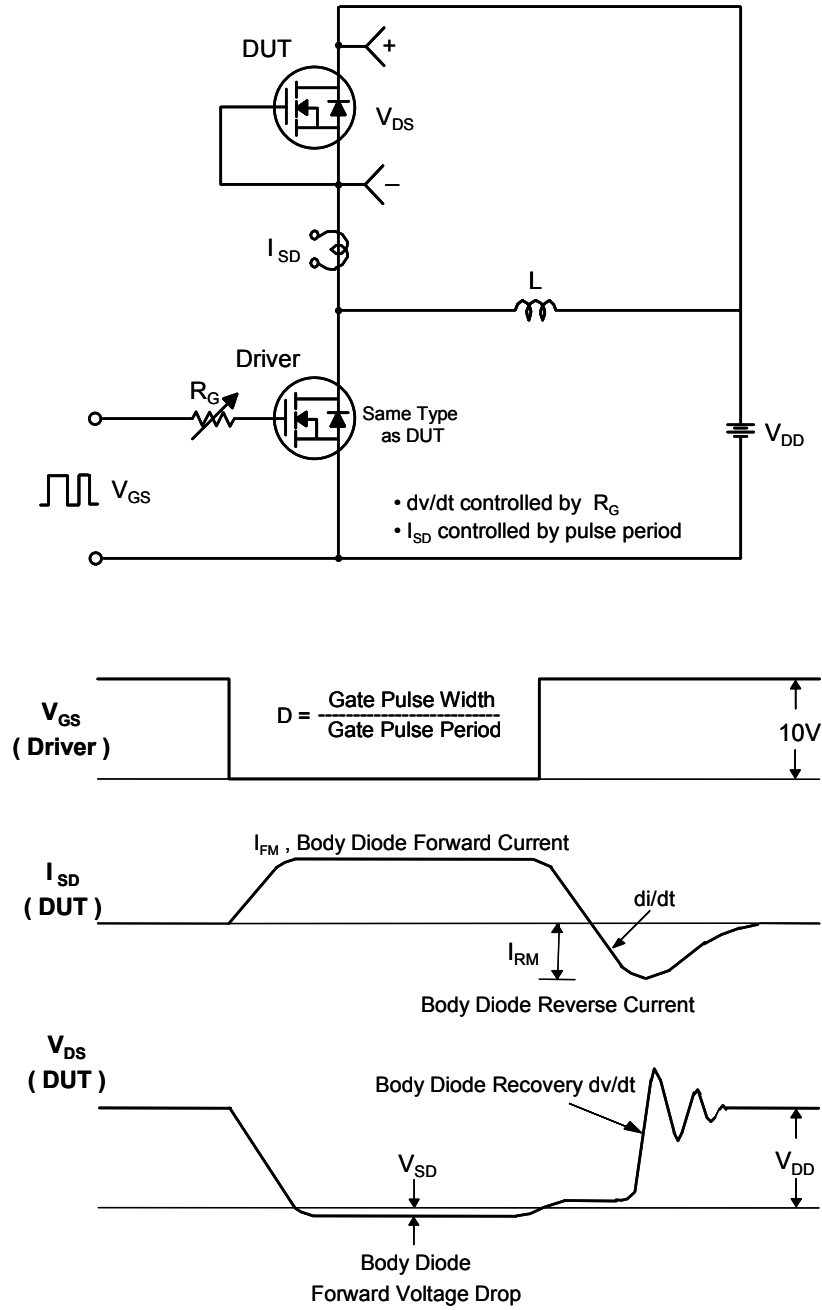 DUT
+
V_DS
–
I_SD
L
Driver
R_G
Same Type
as DUT
V_DD
V_GS
• dv/dt controlled by R_G
• I_SD controlled by pulse period
V_GS
( Driver )
D = Gate Pulse Width
Gate Pulse Period
10V
I_FM , Body Diode Forward Current
I_SD
( DUT )
di/dt
I_RM
Body Diode Reverse Current
V_DS
( DUT )
Body Diode Recovery dv/dt
V_SD
V_DD
Body Diode
Forward Voltage Drop